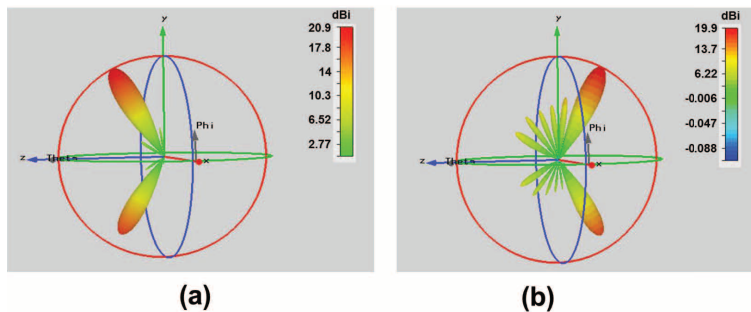 dBi
20.9
17.8
14
10.3
6.52
2.77
y
Phi
z
Theta
x
(a)
dBi
19.9
13.7
6.22
-0.006
-0.047
-0.088
y
Phi
z
Theta
x
(b)